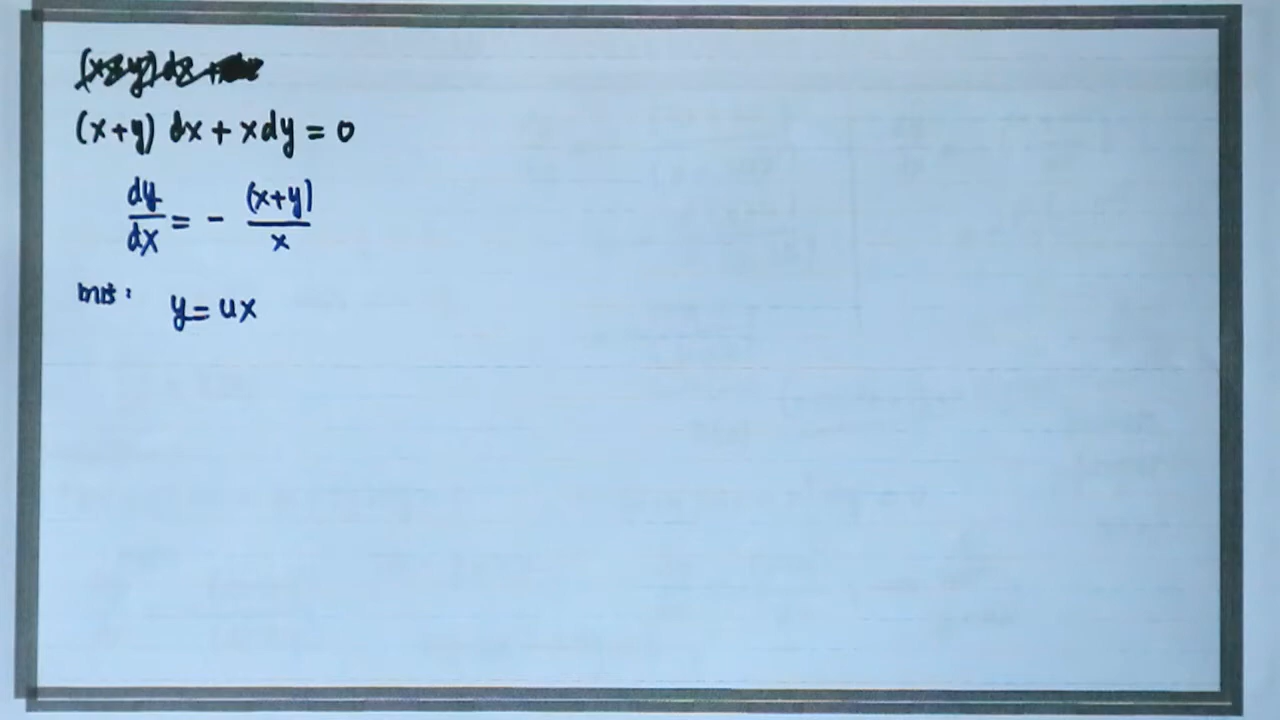 (x+y) dx + x dy = 0
dy/dx = - (x+y)/x
y = ux